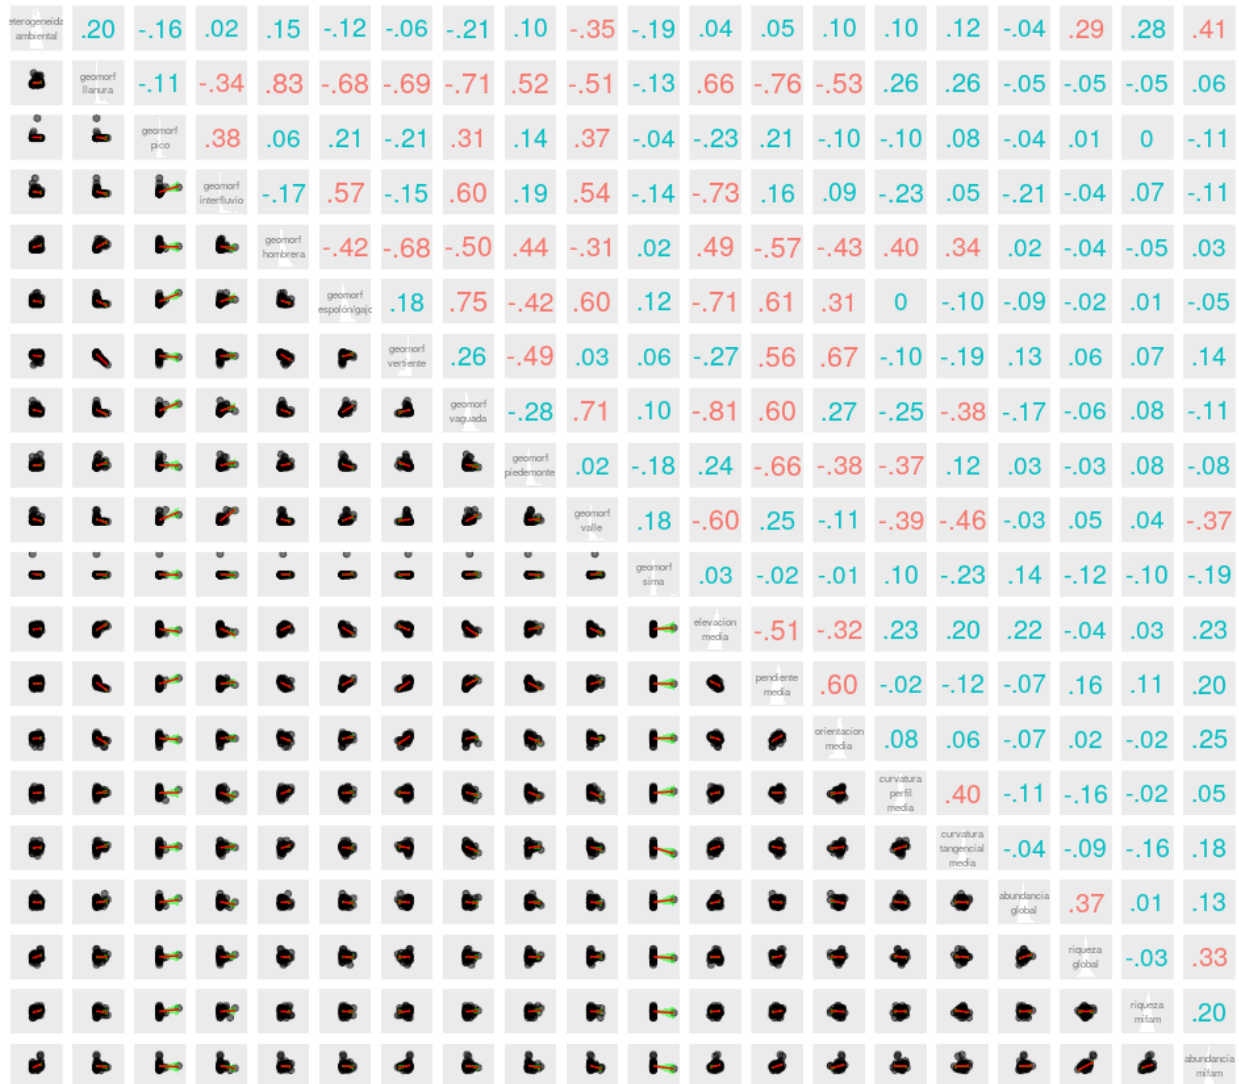 eterogeneida
ambiental
.20 -.16 .02 .15 -.12 -.06 -.21 .10 -.35 -.19 .04 .05 .10 .10 .12 -.04 .29 .28 .41
geomorf
llanura
-.11 -.34 .83 -.68 -.69 -.71 .52 -.51 -.13 .66 -.76 -.53 .26 .26 -.05 -.05 -.05 .06
geomorf
pico
.38 .06 .21 -.21 .31 .14 .37 -.04 -.23 .21 -.10 -.10 .08 -.04 .01 0 -.11
geomorf
interfluvio
-.17 .57 -.15 .60 .19 .54 -.14 -.73 .16 .09 -.23 .05 -.21 -.04 .07 -.11
geomorf
hombrera
-.42 -.68 -.50 .44 -.31 .02 .49 -.57 -.43 .40 .34 .02 -.04 -.05 .03
geomorf
espolón/gajo
.18 .75 -.42 .60 .12 -.71 .61 .31 0 -.10 -.09 -.02 .01 -.05
geomorf
vertiente
.26 -.49 .03 .06 -.27 .56 .67 -.10 -.19 .13 .06 .07 .14
geomorf
vaguada
-.28 .71 .10 -.81 .60 .27 -.25 -.38 -.17 -.06 .08 -.11
geomorf
piedemonte
.02 -.18 .24 -.66 -.38 -.37 .12 .03 -.03 .08 -.08
geomorf
valle
.18 -.60 .25 -.11 -.39 -.46 -.03 .05 .04 -.37
geomorf
sima
.03 -.02 -.01 .10 -.23 .14 -.12 -.10 -.19
elevacion
media
-.51 -.32 .23 .20 .22 -.04 .03 .23
pendiente
media
.60 -.02 -.12 -.07 .16 .11 .20
orientacion
media
.08 .06 -.07 .02 -.02 .25
curvatura
perfil
media
.40 -.11 -.16 -.02 .05
curvatura
tangencial
media
-.04 -.09 -.16 .18
abundancia
global
.37 .01 .13
riqueza
global
-.03 .33
riqueza
mifam
.20
abundancia
mifam